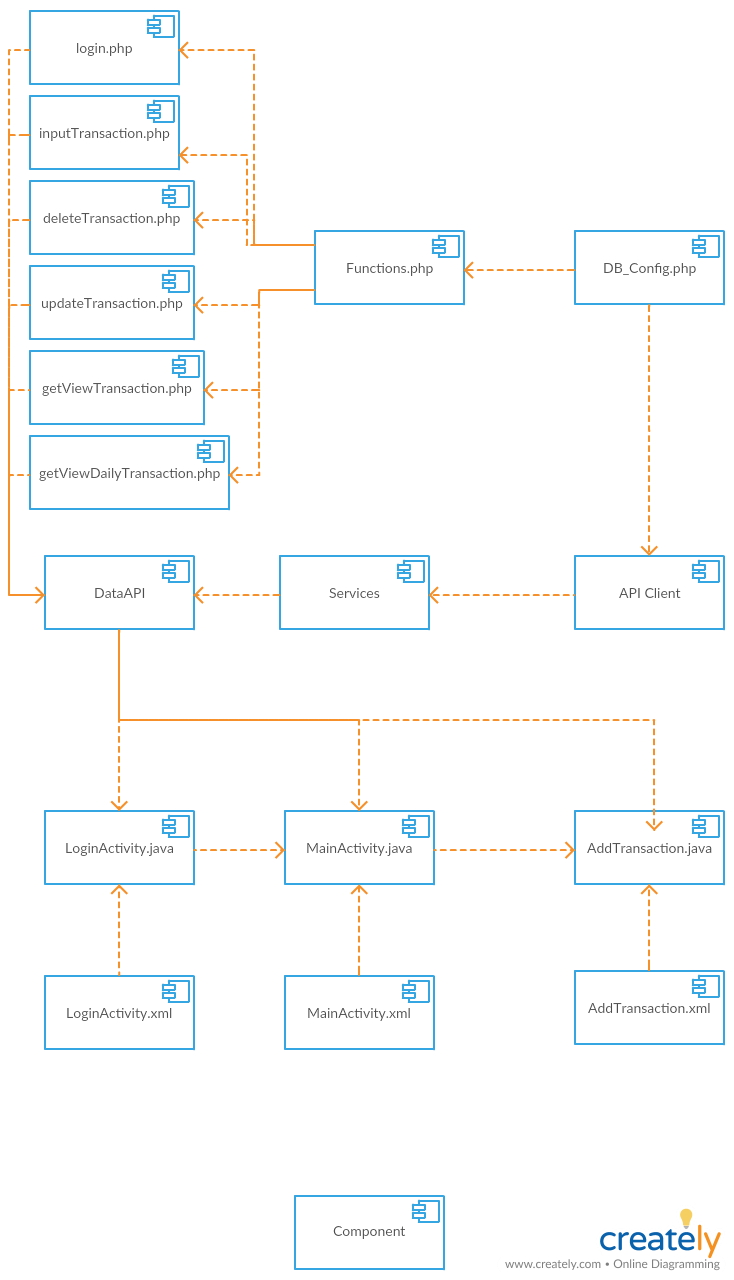 login.php
inputTransaction.php
deleteTransaction.php
Functions.php
DB_Config.php
updateTransaction.php
getViewTransaction.php
getViewDailyTransaction.php
DataAPI
Services
API Client
LoginActivity.java
MainActivity.java
AddTransaction.java
LoginActivity.xml
MainActivity.xml
AddTransaction.xml
Component
creately
www.creately.com • Online Diagramming